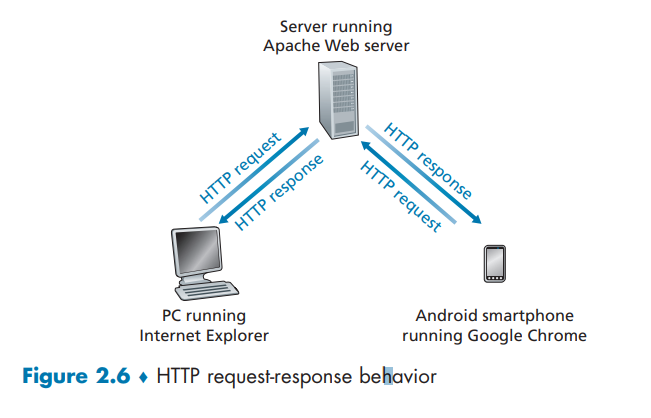 Server running
Apache Web server
HTTP request
HTTP response
HTTP response
HTTP request
PC running
Internet Explorer
Android smartphone
running Google Chrome
Figure 2.6 ♦ HTTP request-response behavior